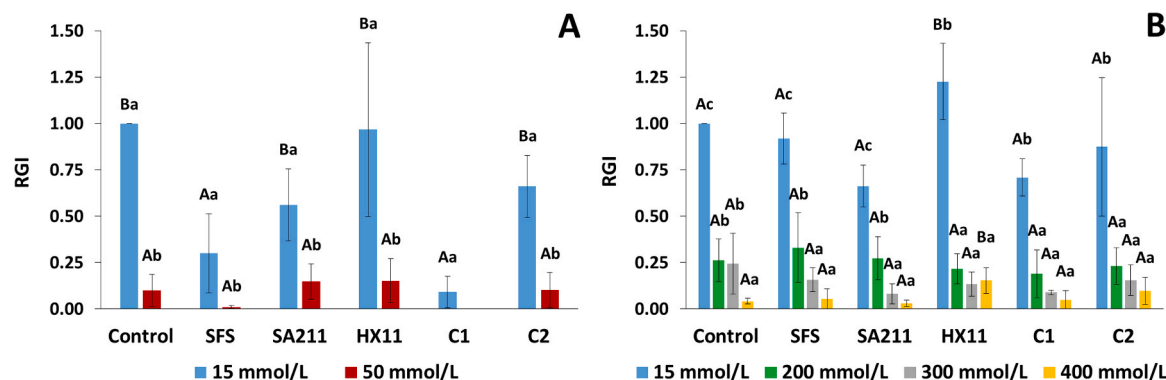 A
RGI
1.50
1.25
1.00
0.75
0.50
0.25
0.00
Ba
Ab
Aa
Ab
Ba
Ab
Ba
Ab
Aa
Ba
Ab
Control SFS SA211 HX11 C1 C2
15 mmol/L 50 mmol/L
B
RGI
1.50
1.25
1.00
0.75
0.50
0.25
0.00
Ac
Ab
Ab
Aa
Ab
Ab
Aa
Aa
Ac
Ab
Aa
Aa
Bb
Aa
Aa
Ba
Ab
Aa
Aa
Aa
Ab
Aa
Aa
Aa
Control SFS SA211 HX11 C1 C2
15 mmol/L 200 mmol/L 300 mmol/L 400 mmol/L